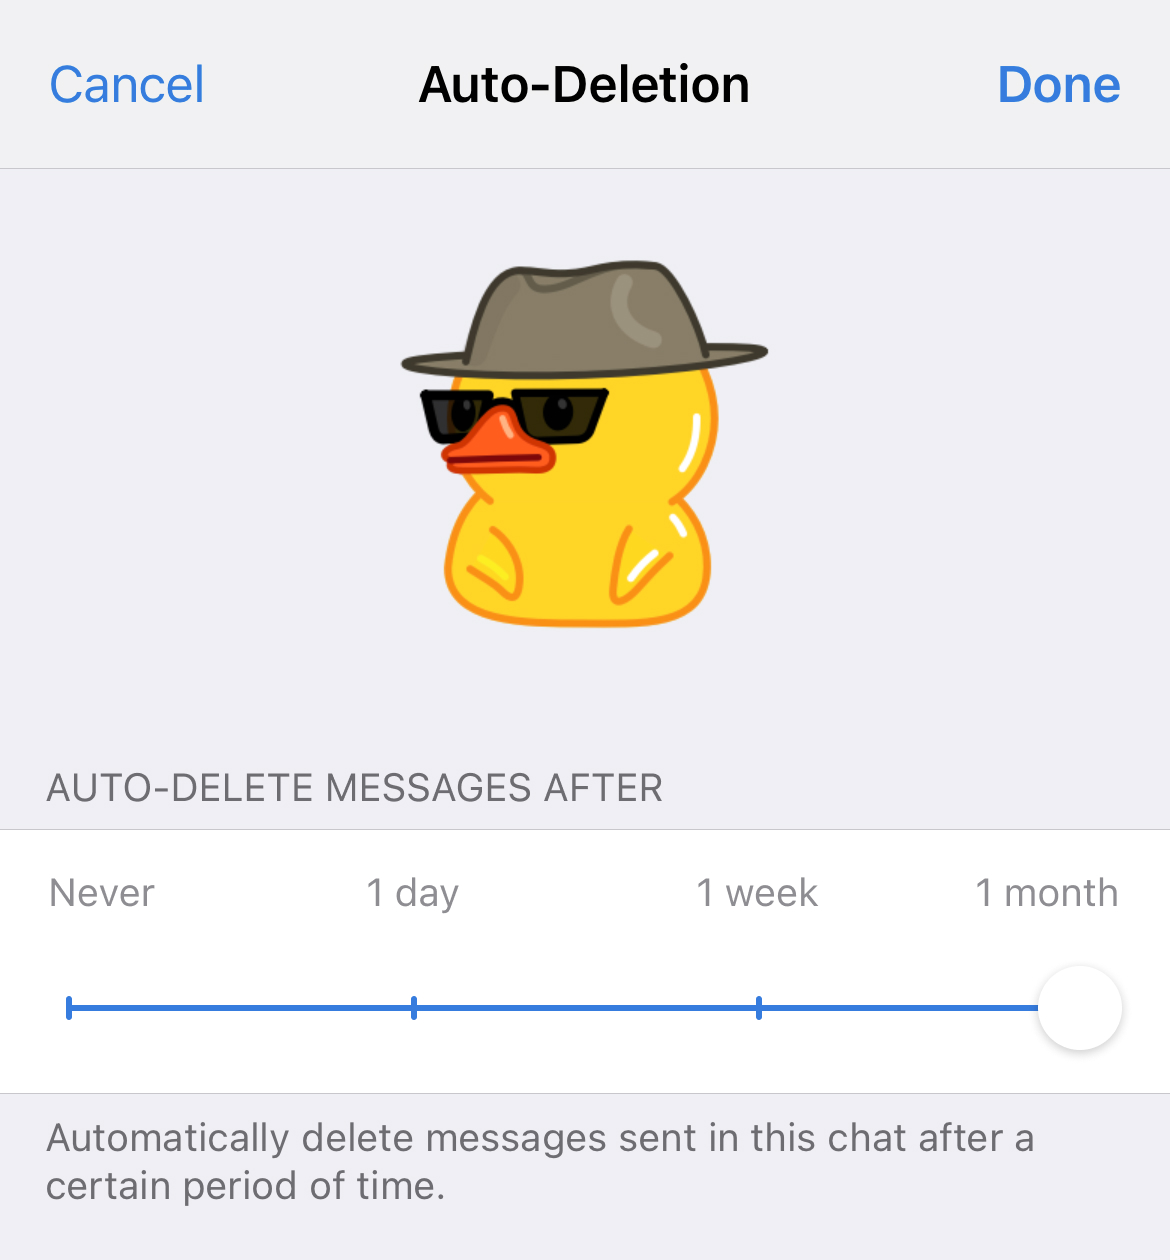 Cancel Auto-Deletion Done
AUTO-DELETE MESSAGES AFTER
Never 1 day 1 week 1 month
Automatically delete messages sent in this chat after a
certain period of time.